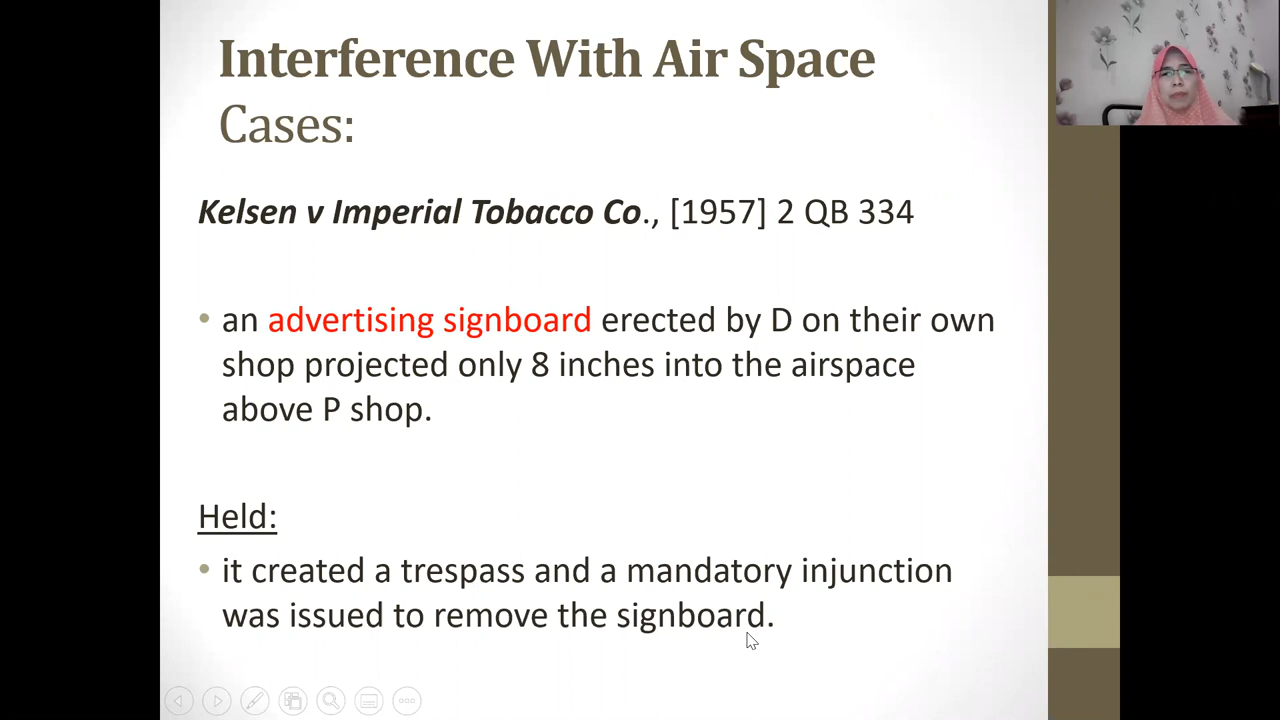 Interference With Air Space
Cases:
Kelsen v Imperial Tobacco Co., [1957] 2 QB 334
• an advertising signboard erected by D on their own
shop projected only 8 inches into the airspace
above P shop.
Held:
• it created a trespass and a mandatory injunction
was issued to remove the signboard.